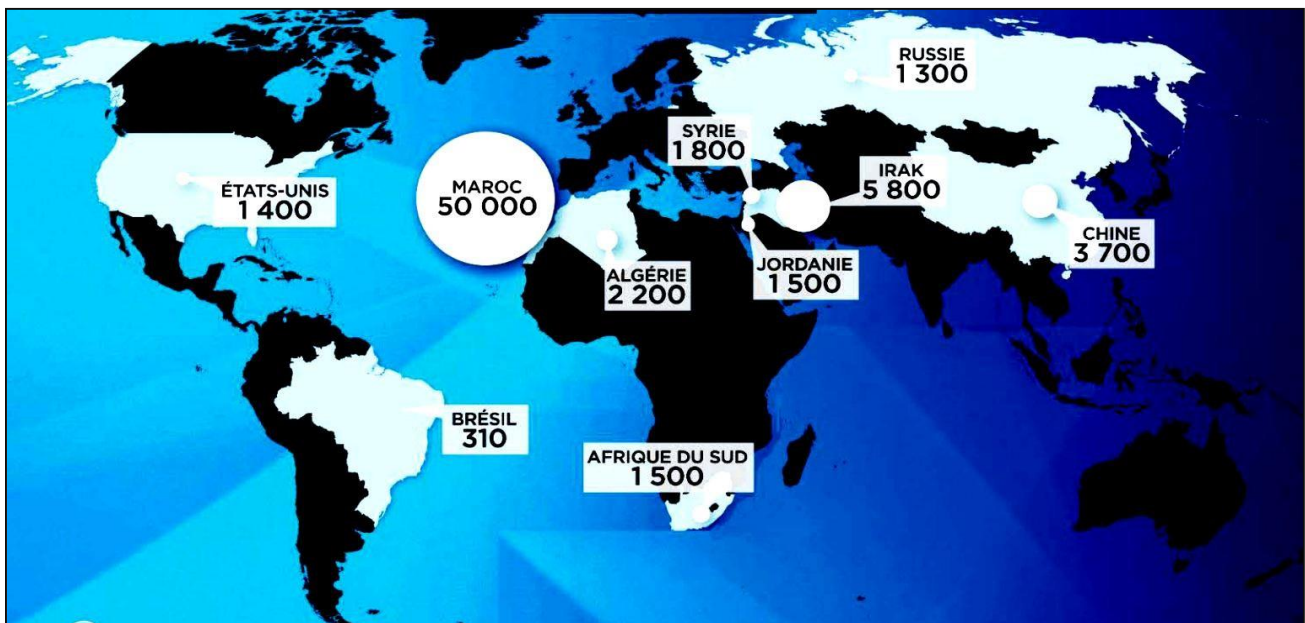 RUSSIE
1 300
SYRIE
1 800
IRAK
5 800
ÉTATS-UNIS
1 400
MAROC
50 000
CHINE
3 700
ALGÉRIE
2 200
JORDANIE
1 500
BRÉSIL
310
AFRIQUE DU SUD
1 500